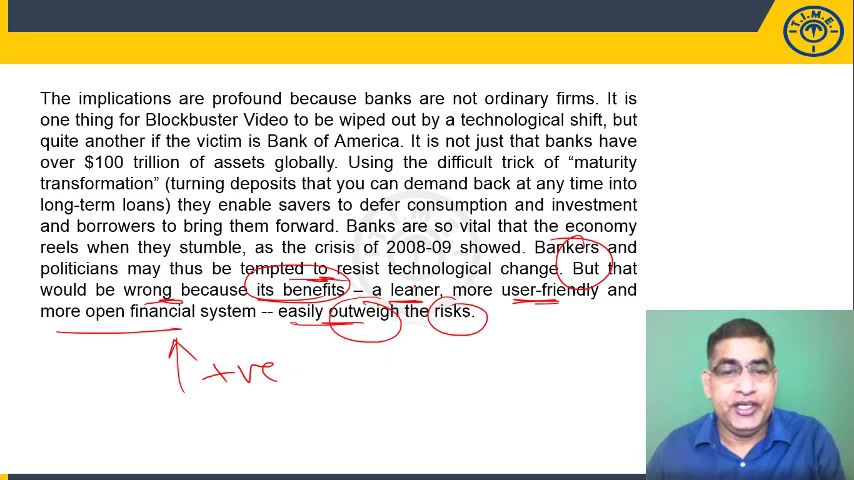 T.I.M.E.
The implications are profound because banks are not ordinary firms. It is
one thing for Blockbuster Video to be wiped out by a technological shift, but
quite another if the victim is Bank of America. It is not just that banks have
over $100 trillion of assets globally. Using the difficult trick of “maturity
transformation” (turning deposits that you can demand back at any time into
long-term loans) they enable savers to defer consumption and investment
and borrowers to bring them forward. Banks are so vital that the economy
reels when they stumble, as the crisis of 2008-09 showed. Bankers and
politicians may thus be tempted to resist technological change. But that
would be wrong because its benefits – a leaner, more user-friendly and
more open financial system -- easily outweigh the risks.
+ve